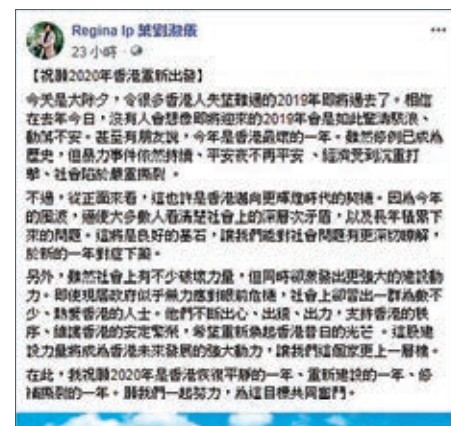 Regina Ip 葉劉淑儀
23 小時
【祝願2020年香港重新出發】
今天是大除夕，令很多香港人失望難過的2019年即將過去了。相信
在去年今日，沒有人會想像即將迎來的2019年會是如此驚濤駭浪、
動蕩不安。甚至有朋友說，今年是香港最壞的一年。雖然修例已成為
歷史，但暴力事件依然持續、平安夜不再平安、經濟受到沉重打
擊、社會陷於嚴重撕裂。
不過，從正面來看，這也許是香港邁向更輝煌時代的契機。因為今年
的風波，逼使大多數人看清楚社會上的深層次矛盾，以及長年積累下
來的問題。這將是良好的基石，讓我們能對社會問題有更深切瞭解，
於新的一年對症下藥。
另外，雖然社會上有不少破壞力量，但同時卻激發出更強大的建設動
力。即使現屆政府似乎無力應對眼前危機，社會上卻冒出一群為數不
少、熱愛香港的人士。他們不斷出心、出錢、出力，支持香港的秩
序、維護香港的安定繁榮，希望重新煥起香港昔日的光芒。這股建
設力量將成為香港未來發展的強大動力，讓我們這個家更上一層樓。
在此，我祝願2020年是香港恢復平靜的一年、重新建設的一年、修
補撕裂的一年。願我們一起努力，為這目標共同奮鬥。